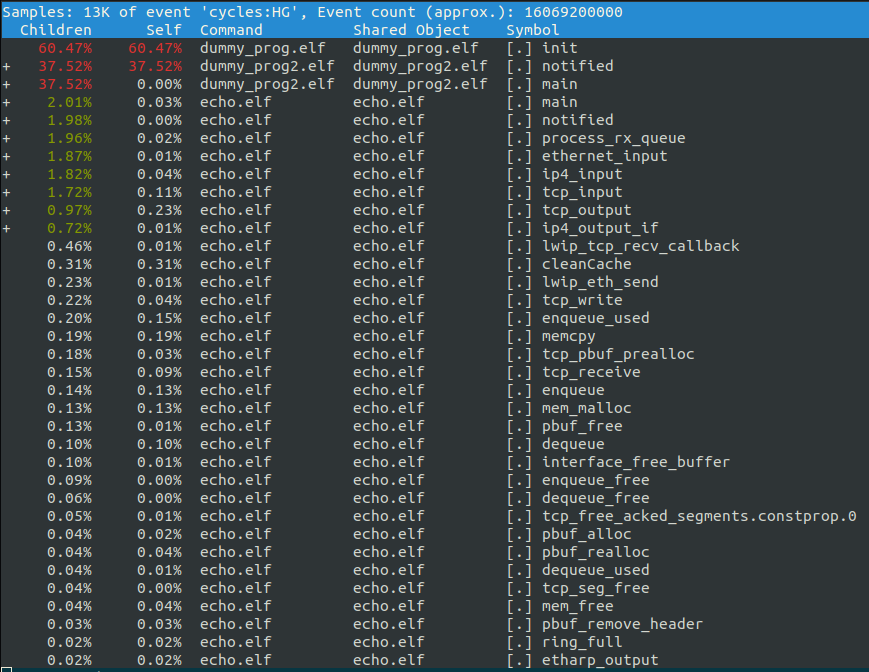 Samples: 13K of event 'cycles:HG', Event count (approx.): 16069200000
Children Self Command Shared Object Symbol
60.47% 60.47% dummy_prog.elf dummy_prog.elf [.] init
+ 37.52% 37.52% dummy_prog2.elf dummy_prog2.elf [.] notified
+ 37.52% 0.00% dummy_prog2.elf dummy_prog2.elf [.] main
+ 2.01% 0.03% echo.elf echo.elf [.] main
+ 1.98% 0.00% echo.elf echo.elf [.] notified
+ 1.96% 0.02% echo.elf echo.elf [.] process_rx_queue
+ 1.87% 0.01% echo.elf echo.elf [.] ethernet_input
+ 1.82% 0.04% echo.elf echo.elf [.] ip4_input
+ 1.72% 0.11% echo.elf echo.elf [.] tcp_input
+ 0.97% 0.23% echo.elf echo.elf [.] tcp_output
+ 0.72% 0.01% echo.elf echo.elf [.] ip4_output_if
0.46% 0.01% echo.elf echo.elf [.] lwip_tcp_recv_callback
0.31% 0.31% echo.elf echo.elf [.] cleanCache
0.23% 0.01% echo.elf echo.elf [.] lwip_eth_send
0.22% 0.04% echo.elf echo.elf [.] tcp_write
0.20% 0.15% echo.elf echo.elf [.] enqueue_used
0.19% 0.19% echo.elf echo.elf [.] memcpy
0.18% 0.03% echo.elf echo.elf [.] tcp_pbuf_prealloc
0.15% 0.09% echo.elf echo.elf [.] tcp_receive
0.14% 0.13% echo.elf echo.elf [.] enqueue
0.13% 0.13% echo.elf echo.elf [.] mem_malloc
0.13% 0.01% echo.elf echo.elf [.] pbuf_free
0.10% 0.10% echo.elf echo.elf [.] dequeue
0.10% 0.01% echo.elf echo.elf [.] interface_free_buffer
0.09% 0.00% echo.elf echo.elf [.] enqueue_free
0.06% 0.00% echo.elf echo.elf [.] dequeue_free
0.05% 0.01% echo.elf echo.elf [.] tcp_free_acked_segments.constprop.0
0.04% 0.02% echo.elf echo.elf [.] pbuf_alloc
0.04% 0.04% echo.elf echo.elf [.] pbuf_realloc
0.04% 0.01% echo.elf echo.elf [.] dequeue_used
0.04% 0.00% echo.elf echo.elf [.] tcp_seg_free
0.04% 0.04% echo.elf echo.elf [.] mem_free
0.03% 0.03% echo.elf echo.elf [.] pbuf_remove_header
0.02% 0.02% echo.elf echo.elf [.] ring_full
0.02% 0.02% echo.elf echo.elf [.] etharp_output